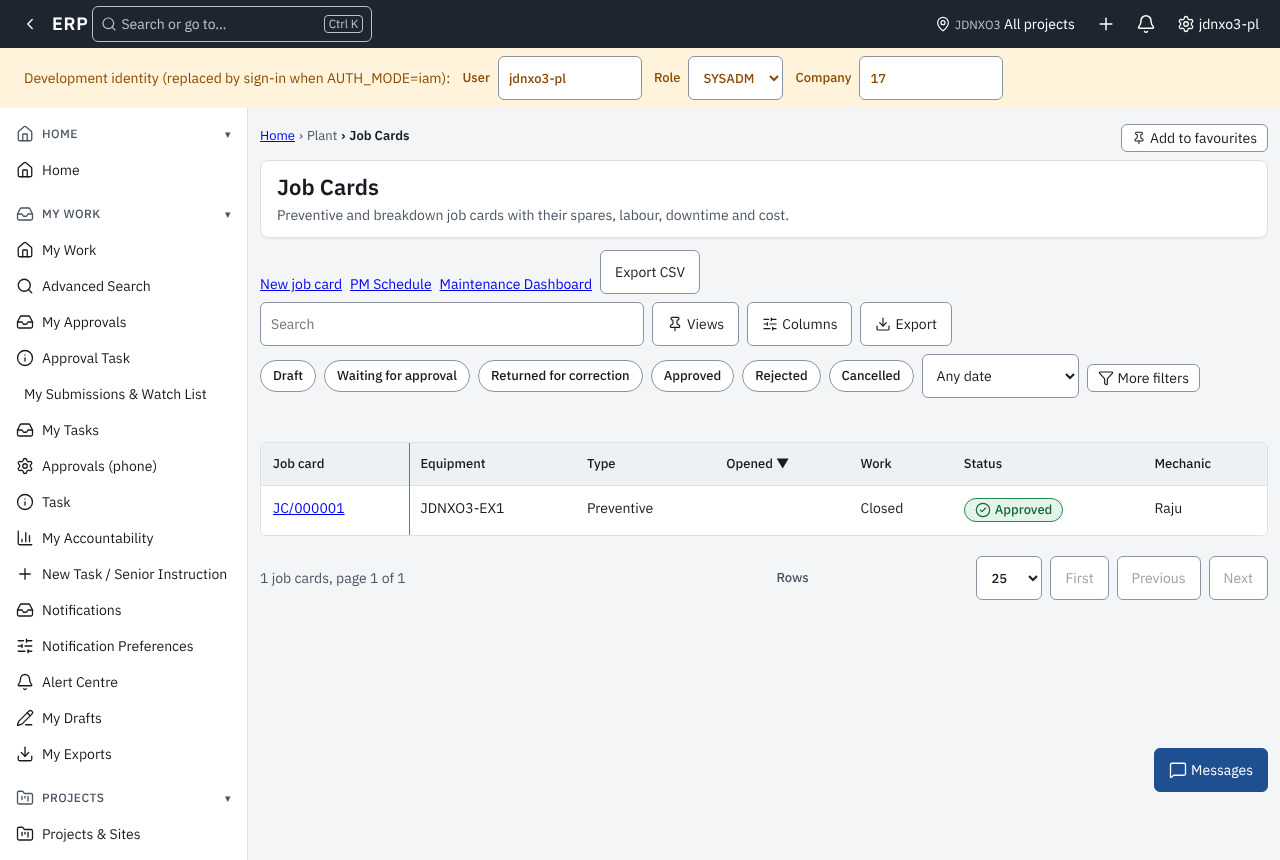 ERP
Search or go to...
Ctrl K
JDNXO3 All projects
jdnxo3-pl
Development identity (replaced by sign-in when AUTH_MODE=iam):
User
jdnxo3-pl
Role
SYSADM
Company
17
HOME
Home
MY WORK
My Work
Advanced Search
My Approvals
Approval Task
My Submissions & Watch List
My Tasks
Approvals (phone)
Task
My Accountability
New Task / Senior Instruction
Notifications
Notification Preferences
Alert Centre
My Drafts
My Exports
PROJECTS
Projects & Sites
Home › Plant › Job Cards
Add to favourites
Job Cards
Preventive and breakdown job cards with their spares, labour, downtime and cost.
New job card
PM Schedule
Maintenance Dashboard
Export CSV
Search
Views
Columns
Export
Draft
Waiting for approval
Returned for correction
Approved
Rejected
Cancelled
Any date
More filters
Job card
Equipment
Type
Opened ▼
Work
Status
Mechanic
JC/000001
JDNXO3-EX1
Preventive
Closed
Approved
Raju
1 job cards, page 1 of 1
Rows
25
First
Previous
Next
Messages